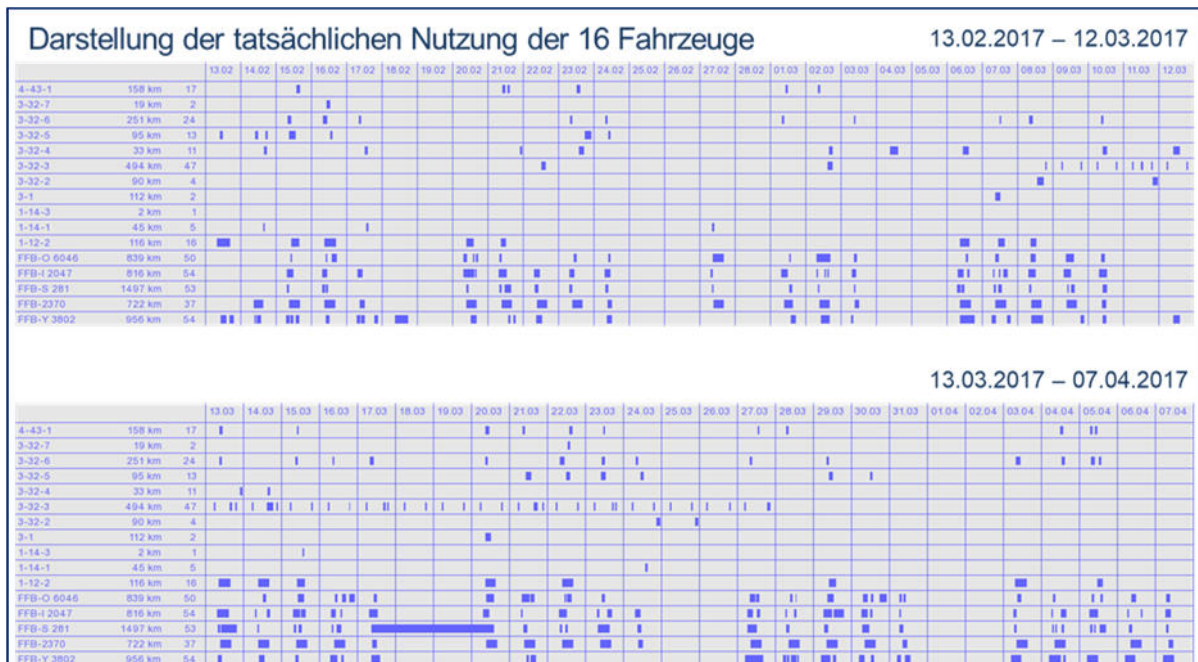 Darstellung der tatsächlichen Nutzung der 16 Fahrzeuge 13.02.2017 – 12.03.2017
13.02 14.02 15.02 16.02 17.02 18.02 19.02 20.02 21.02 22.02 23.02 24.02 25.02 26.02 27.02 28.02 01.03 02.03 03.03 04.03 05.03 06.03 07.03 08.03 09.03 10.03 11.03 12.03
4-43-1 158 km 17
3-32-7 19 km 2
3-32-6 251 km 24
3-32-5 95 km 13
3-32-4 33 km 11
3-32-3 494 km 47
3-32-2 90 km 4
3-1 112 km 2
1-14-3 2 km 1
1-14-1 45 km 5
1-12-2 116 km 16
FFB-O 6046 839 km 50
FFB-I 2047 816 km 54
FFB-S 281 1497 km 53
FFB-2370 722 km 37
FFB-Y 3802 956 km 54
13.03.2017 – 07.04.2017
13.03 14.03 15.03 16.03 17.03 18.03 19.03 20.03 21.03 22.03 23.03 24.03 25.03 26.03 27.03 28.03 29.03 30.03 31.03 01.04 02.04 03.04 04.04 05.04 06.04 07.04
4-43-1 158 km 17
3-32-7 19 km 2
3-32-6 251 km 24
3-32-5 95 km 13
3-32-4 33 km 11
3-32-3 494 km 47
3-32-2 90 km 4
3-1 112 km 2
1-14-3 2 km 1
1-14-1 45 km 5
1-12-2 116 km 16
FFB-O 6046 839 km 50
FFB-I 2047 816 km 54
FFB-S 281 1497 km 53
FFB-2370 722 km 37
FFB-Y 3802 956 km 54